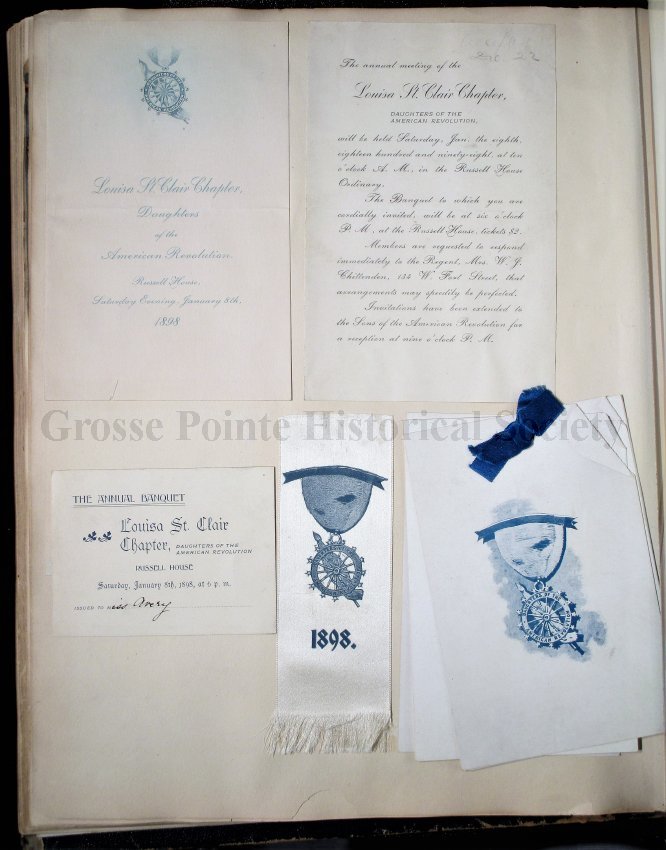 Louisa St. Clair Chapter,
Daughters
of the
American Revolution.
Russell House,
Saturday Evening, January 8th,
1898
The annual meeting of the
Louisa St. Clair Chapter,
DAUGHTERS OF THE
AMERICAN REVOLUTION,
will be held Saturday, Jan. the eighth,
eighteen hundred and ninety-eight, at ten
o'clock A. M., in the Russell House
Ordinary.
The Banquet to which you are
cordially invited, will be at six o'clock
P. M., at the Russell House, tickets $2.
Members are requested to respond
immediately to the Regent, Mrs. W. J.
Chittenden, 134 W. Fort Street, that
arrangements may speedily be perfected.
Invitations have been extended to
the Sons of the American Revolution for
a reception at nine o'clock P. M.
Grosse Pointe Historical Society
THE ANNUAL BANQUET
Louisa St. Clair
Chapter, DAUGHTERS OF THE
AMERICAN REVOLUTION
RUSSELL HOUSE
Saturday, January 8th, 1898, at 6 p. m.
ISSUED TO Miss Avery
1898.
DAUGHTERS OF THE
AMERICAN REVOLUTION